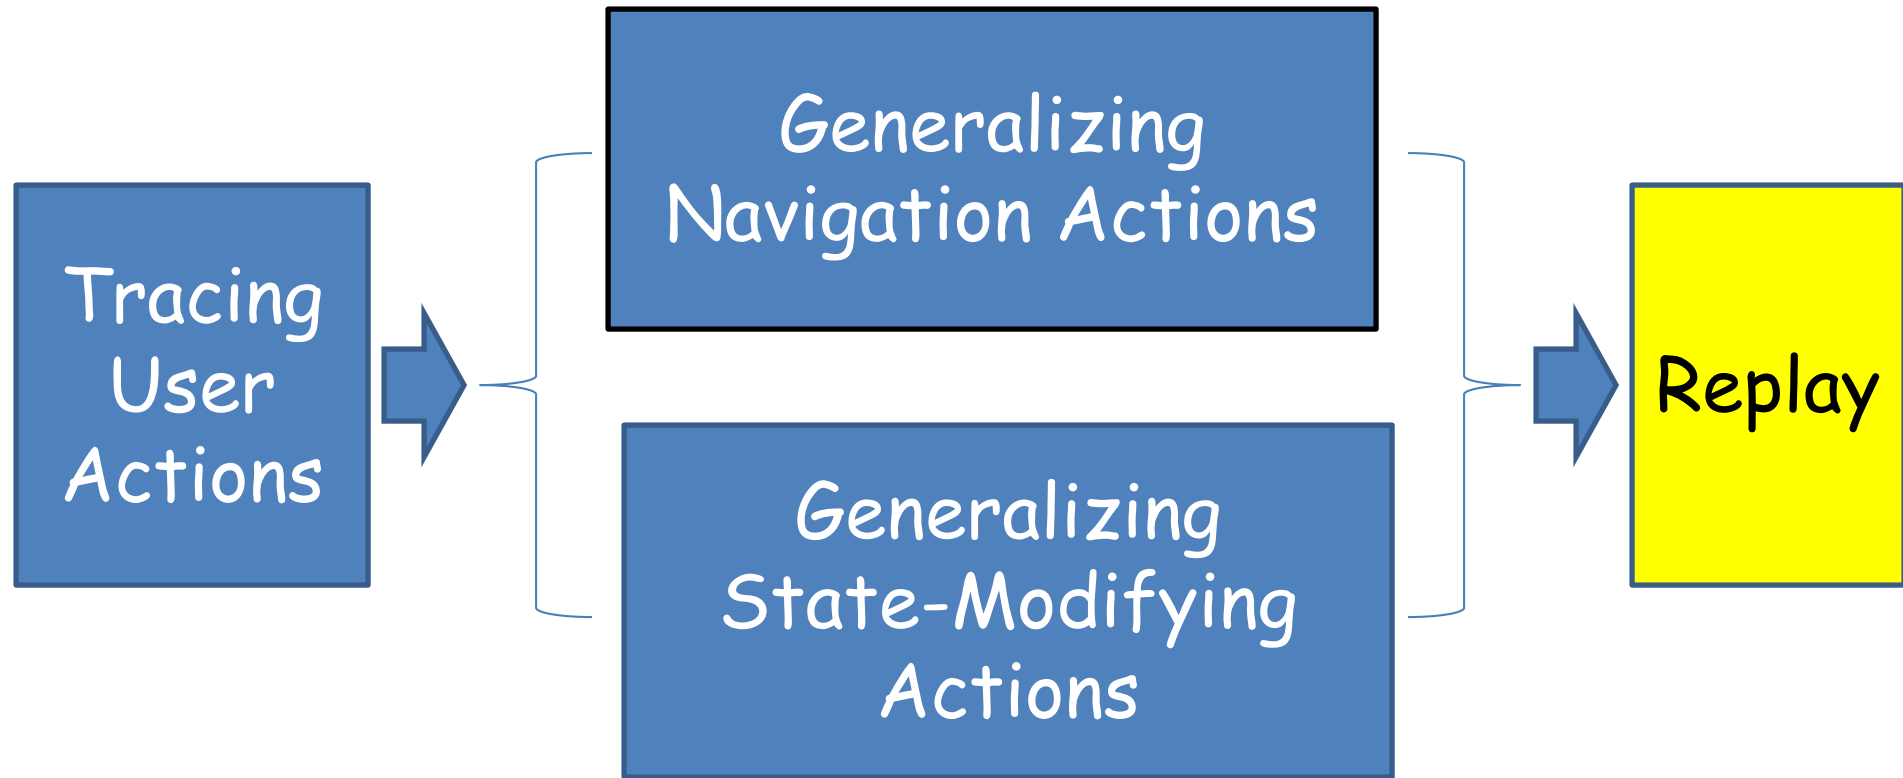 Tracing
User
Actions
Generalizing
Navigation Actions
Generalizing
State-Modifying
Actions
Replay